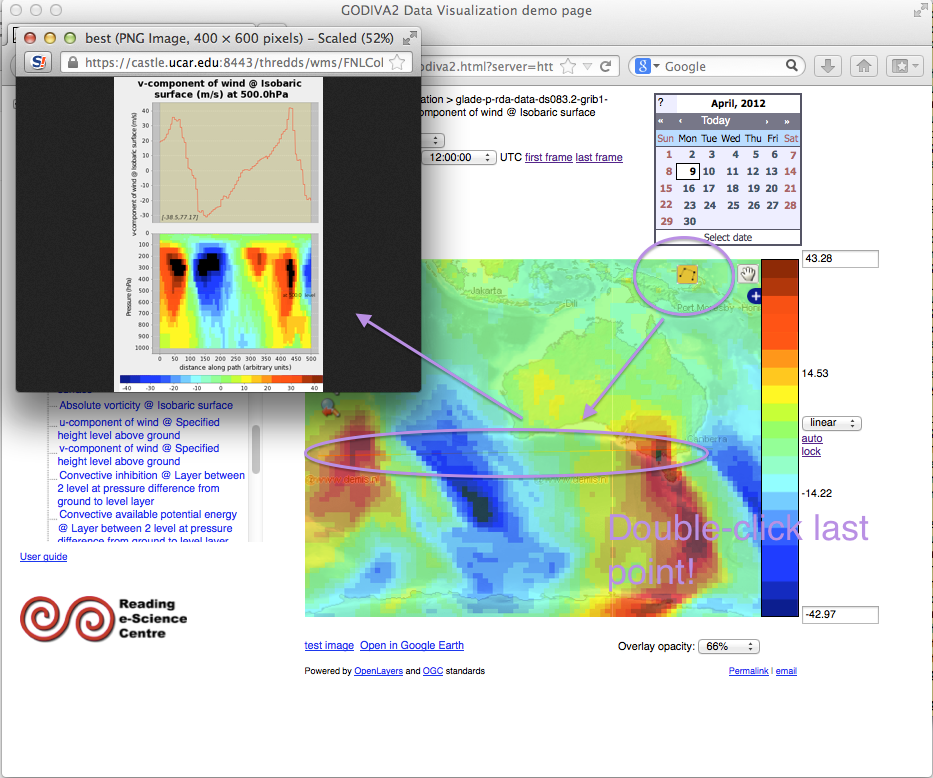 GODIVA2 Data Visualization demo page
best (PNG Image, 400 × 600 pixels) – Scaled (52%)
https://castle.ucar.edu:8443/thredds/wms/FNLCol
odiva2.html?server=htt
Google
v-component of wind @ Isobaric
surface (m/s) at 500.0hPa
v-component of wind @ Isobaric surface (m/s)
40
30
20
10
0
-10
-20
-30
[-38.5,77.17]
Pressure (hPa)
0
100
200
300
400
500
600
700
800
900
1000
level
0 50 100 150 200 250 300 350 400 450 500
distance along path (arbitrary units)
-40 -30 -20 -10 0 10 20 30 40
ation > glade-p-rda-data-ds083.2-grib1-
omponent of wind @ Isobaric surface
12:00:00 UTC first frame last frame
? April, 2012
« ‹ Today › »
Sun Mon Tue Wed Thu Fri Sat
1 2 3 4 5 6 7
8 9 10 11 12 13 14
15 16 17 18 19 20 21
22 23 24 25 26 27 28
29 30
Select date
Jakarta
Dili
Port Moresby
Honi
Canberra
www.demis.nl
43.28
14.53
linear
auto
lock
-14.22
-42.97
Double-click last
point!
Absolute vorticity @ Isobaric surface
u-component of wind @ Specified
height level above ground
v-component of wind @ Specified
height level above ground
Convective inhibition @ Layer between
2 level at pressure difference from
ground to level layer
Convective available potential energy
@ Layer between 2 level at pressure
difference from ground to level layer
User guide
Reading
e-Science
Centre
test image Open in Google Earth
Overlay opacity: 66%
Powered by OpenLayers and OGC standards
Permalink | email